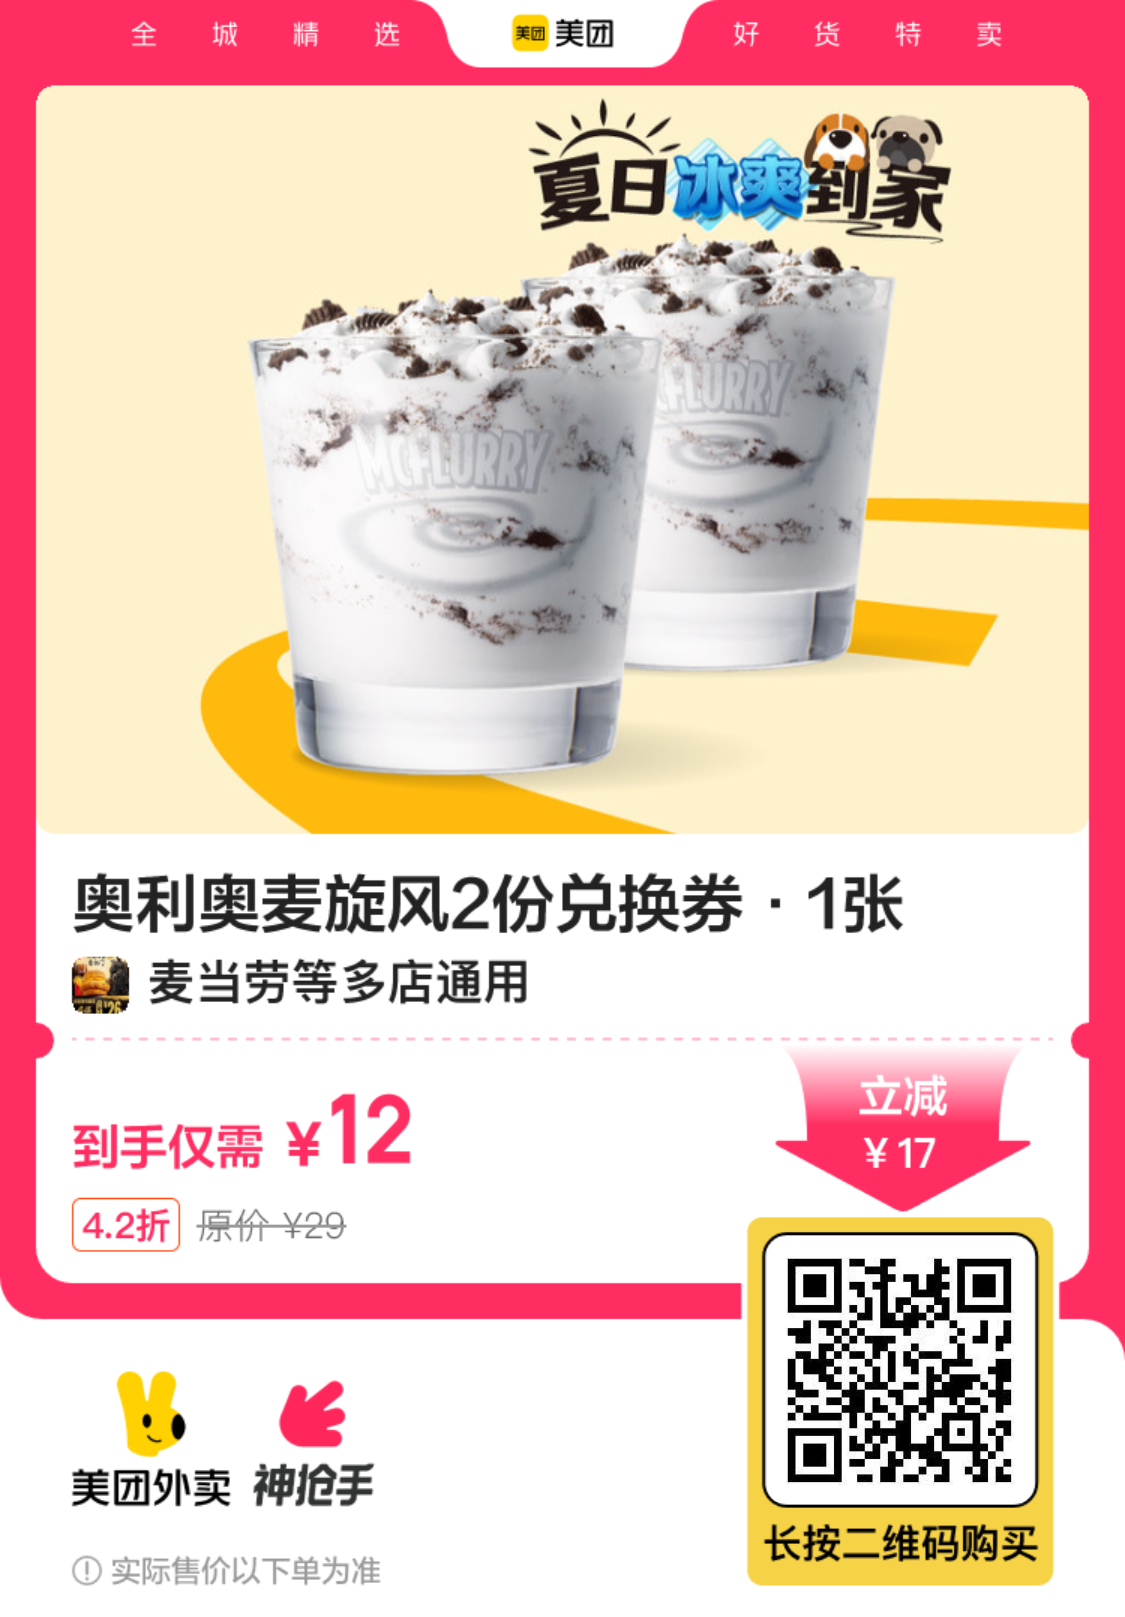 全城精选
美团 美团
好货特卖
夏日冰爽到家
McFLURRY
FLURRY
奥利奥麦旋风2份兑换券 · 1张
麦当劳等多店通用
到手仅需 ¥12
立减
¥17
4.2折 原价 ¥29
美团外卖 神抢手
长按二维码购买
实际售价以下单为准